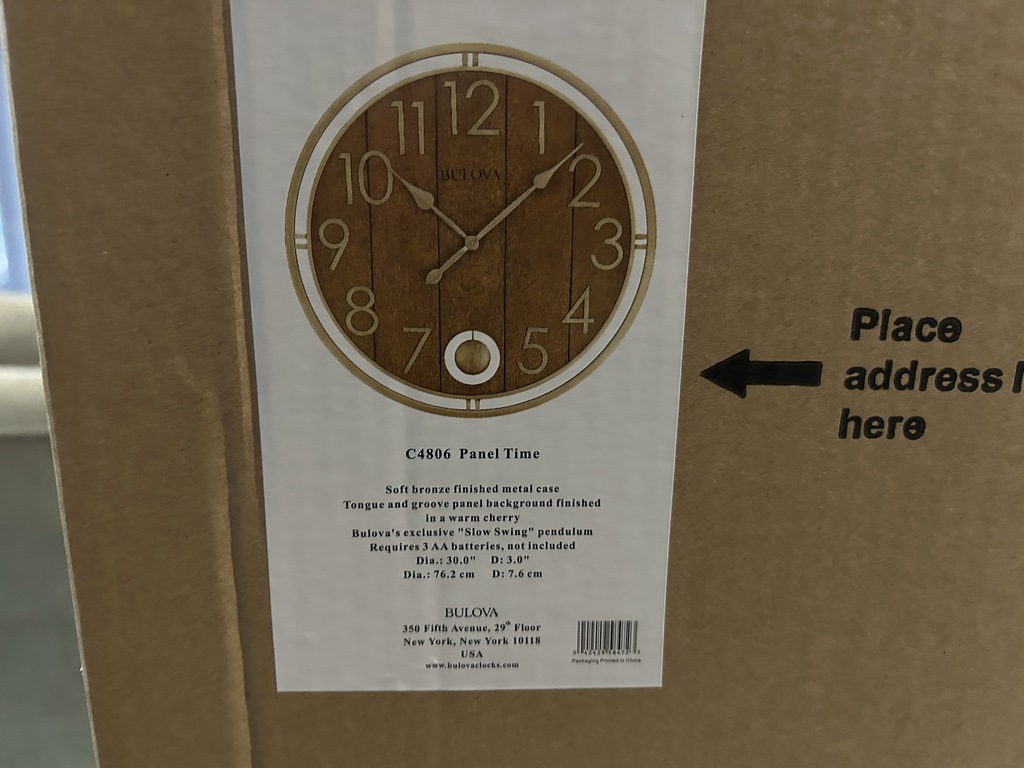 12
11
1
10
BULOVA
2
9
3
8
4
7
5
C4806 Panel Time
Soft bronze finished metal case
Tongue and groove panel background finished
in a warm cherry
Bulova's exclusive "Slow Swing" pendulum
Requires 3 AA batteries, not included
Dia.: 30.0" D: 3.0"
Dia.: 76.2 cm D: 7.6 cm
BULOVA
350 Fifth Avenue, 29th Floor
New York, New York 10118
USA
www.bulovaclocks.com
Packaging Printed in China
Place
address
here